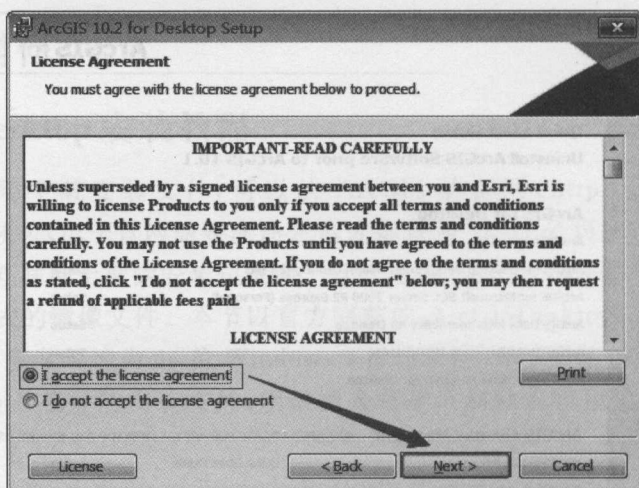 ArcGIS 10.2 for Desktop Setup
License Agreement
You must agree with the license agreement below to proceed.
IMPORTANT-READ CAREFULLY
Unless superseded by a signed license agreement between you and Esri, Esri is
willing to license Products to you only if you accept all terms and conditions
contained in this License Agreement. Please read the terms and conditions
carefully. You may not use the Products until you have agreed to the terms and
conditions of the License Agreement. If you do not agree to the terms and conditions
as stated, click "I do not accept the license agreement" below; you may then request
a refund of applicable fees paid.
LICENSE AGREEMENT
I accept the license agreement
Print
I do not accept the license agreement
License
< Back
Next >
Cancel